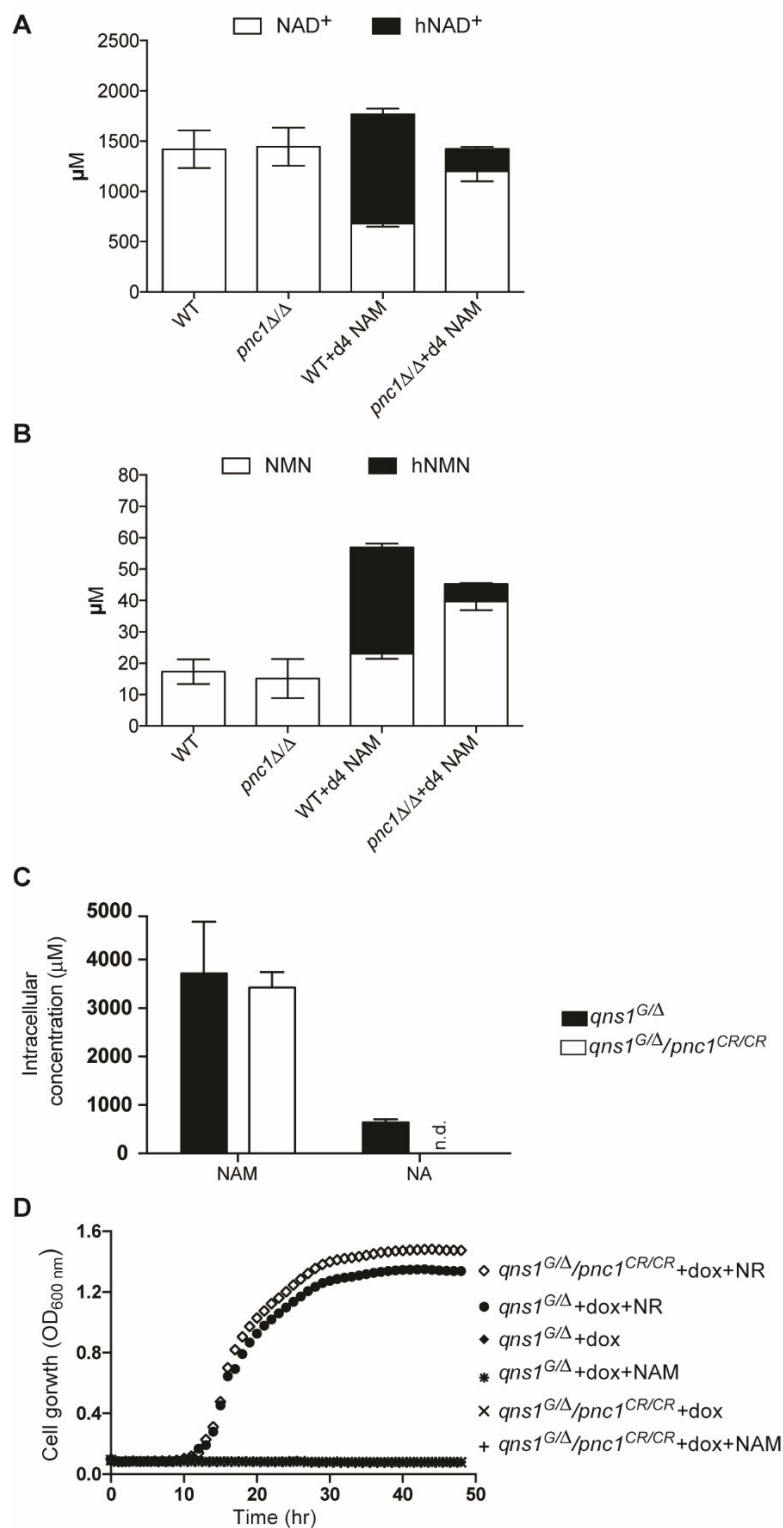 A
NAD+ hNAD+
2500
2000
1500
1000
500
0
µM
WT
pnc1Δ/Δ
WT+d4 NAM
pnc1Δ/Δ+d4 NAM
B
NMN hNMN
80
70
60
50
40
30
20
10
0
µM
WT
pnc1Δ/Δ
WT+d4 NAM
pnc1Δ/Δ+d4 NAM
C
5000
4000
3000
2000
1000
0
Intracellular
concentration (µM)
n.d.
NAM NA
qns1G/Δ
qns1G/Δ/pnc1CR/CR
D
1.6
1.2
0.8
0.4
0.0
Cell gorwth (OD600 nm)
0 10 20 30 40 50
Time (hr)
qns1G/Δ/pnc1CR/CR+dox+NR
qns1G/Δ+dox+NR
qns1G/Δ+dox
qns1G/Δ+dox+NAM
qns1G/Δ/pnc1CR/CR+dox
qns1G/Δ/pnc1CR/CR+dox+NAM